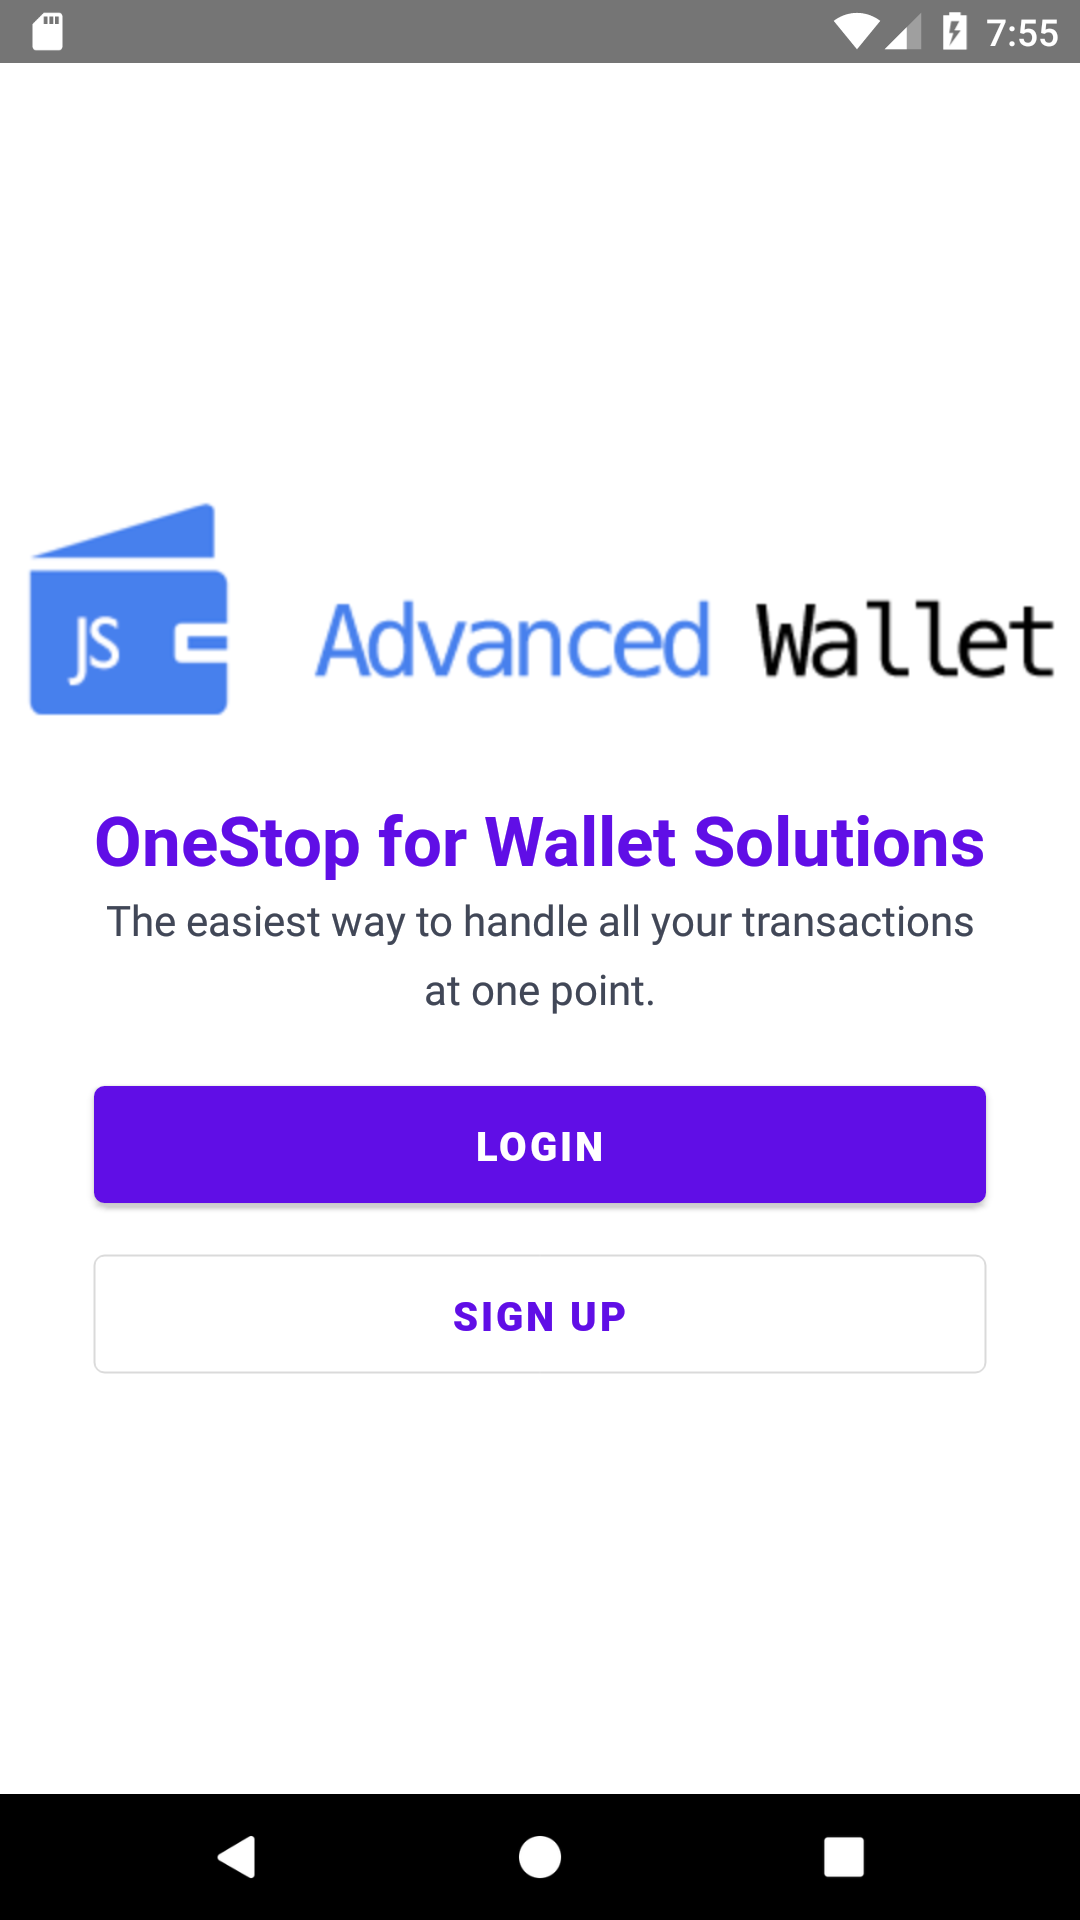 7:55
JS
Advanced Wallet
OneStop for Wallet Solutions
The easiest way to handle all your transactions
at one point.
LOGIN
SIGN UP